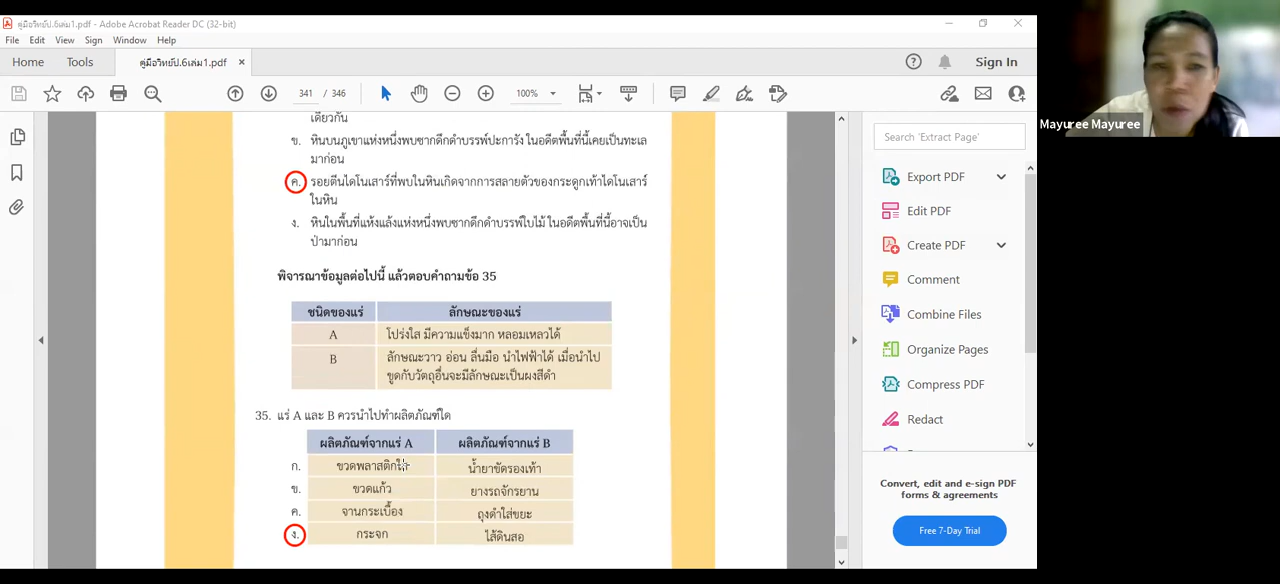 คู่มือวิทย์ป.6เล่ม1.pdf - Adobe Acrobat Reader DC (32-bit)
File Edit View Sign Window Help
Home Tools คู่มือวิทย์ป.6เล่ม1.pdf × Sign In
341 / 346 100%
Mayuree Mayuree
Search 'Extract Page'
Export PDF
Edit PDF
Create PDF
Comment
Combine Files
Organize Pages
Compress PDF
Redact
Convert, edit and e-sign PDF
forms & agreements
Free 7-Day Trial
เดียวกัน
ข. หินบนภูเขาแห่งหนึ่งพบซากดึกดำบรรพ์ปะการัง ในอดีตพื้นที่นี้เคยเป็นทะเล
มาก่อน
ค. รอยตีนไดโนเสาร์ที่พบในหินเกิดจากการสลายตัวของกระดูกเท้าไดโนเสาร์
ในหิน
ง. หินในพื้นที่แห้งแล้งแห่งหนึ่งพบซากดึกดำบรรพ์ใบไม้ ในอดีตพื้นที่นี้อาจเป็น
ป่ามาก่อน
พิจารณาข้อมูลต่อไปนี้ แล้วตอบคำถามข้อ 35
ชนิดของแร่ ลักษณะของแร่
A โปร่งใส มีความแข็งมาก หลอมเหลวได้
B ลักษณะวาว อ่อน ลื่นมือ นำไฟฟ้าได้ เมื่อนำไป
ขูดกับวัตถุอื่นจะมีลักษณะเป็นผงสีดำ
35. แร่ A และ B ควรนำไปทำผลิตภัณฑ์ใด
ผลิตภัณฑ์จากแร่ A ผลิตภัณฑ์จากแร่ B
ก. ขวดพลาสติกใส น้ำยาขัดรองเท้า
ข. ขวดแก้ว ยางรถจักรยาน
ค. จานกระเบื้อง ถุงดำใส่ขยะ
ง. กระจก ไส้ดินสอ